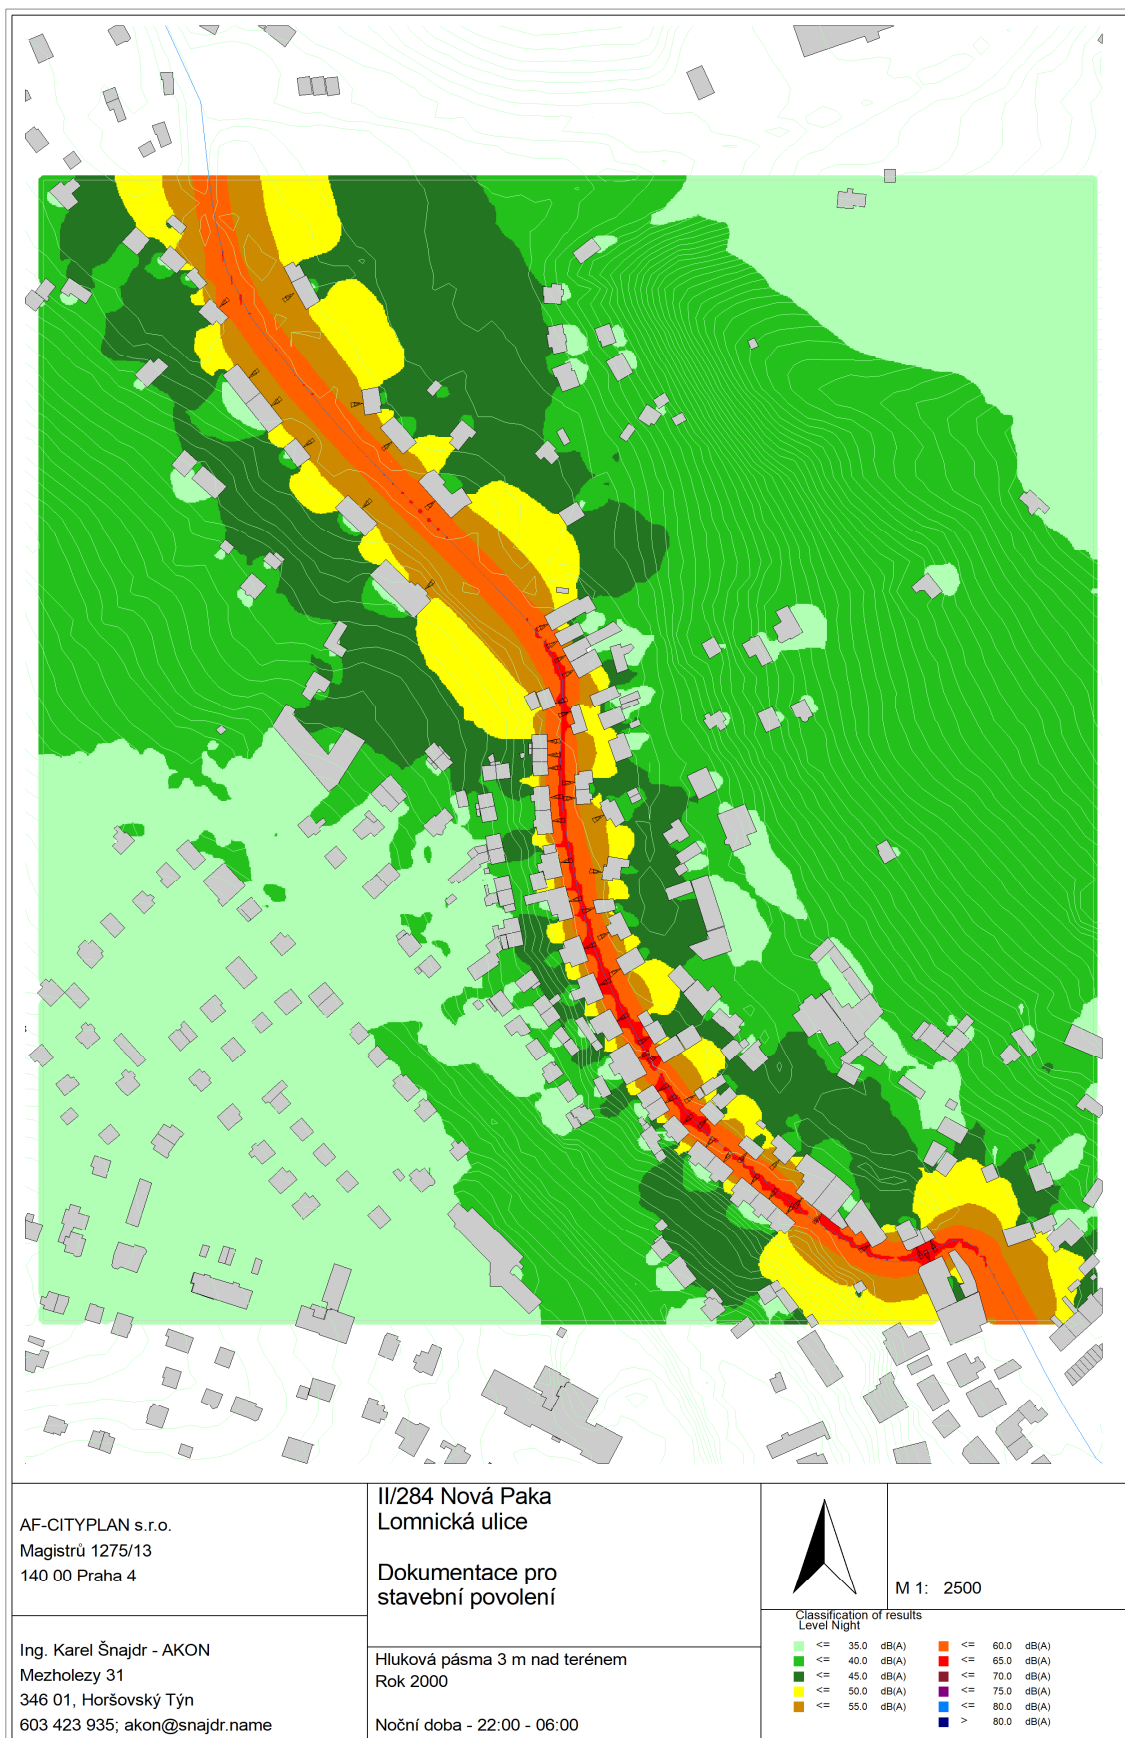 AF-CITYPLAN s.r.o.
Magistrů 1275/13
140 00 Praha 4
Ing. Karel Šnajdr - AKON
Mezholezy 31
346 01, Horšovský Týn
603 423 935; akon@snajdr.name
II/284 Nová Paka
Lomnická ulice
Dokumentace pro
stavební povolení
Hluková pásma 3 m nad terénem
Rok 2000
Noční doba - 22:00 - 06:00
M 1: 2500
Classification of results
Level Night
<= 35.0 dB(A)
<= 40.0 dB(A)
<= 45.0 dB(A)
<= 50.0 dB(A)
<= 55.0 dB(A)
<= 60.0 dB(A)
<= 65.0 dB(A)
<= 70.0 dB(A)
<= 75.0 dB(A)
<= 80.0 dB(A)
> 80.0 dB(A)